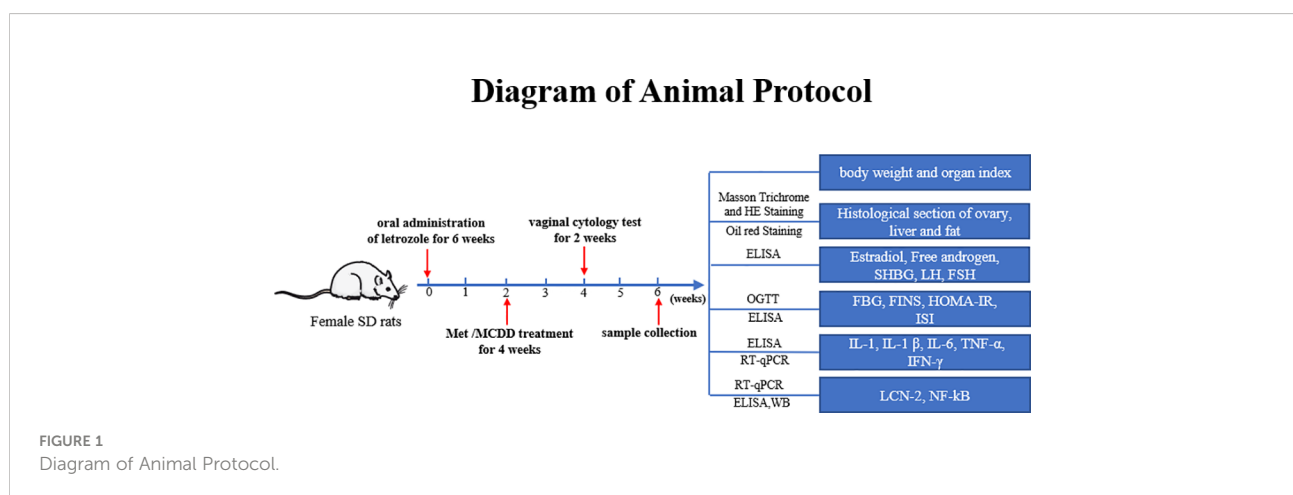 Diagram of Animal Protocol
oral administration
of letrozole for 6 weeks
vaginal cytology test
for 2 weeks
0 1 2 3 4 5 6 (weeks)
Female SD rats
Met /MCDD treatment
for 4 weeks
sample collection
body weight and organ index
Masson Trichrome
and HE Staining
Oil red Staining
Histological section of ovary,
liver and fat
ELISA
Estradiol, Free androgen,
SHBG, LH, FSH
OGTT
ELISA
FBG, FINS, HOMA-IR,
ISI
ELISA
RT-qPCR
IL-1, IL-1 β, IL-6, TNF-α,
IFN-γ
RT-qPCR
ELISA,WB
LCN-2, NF-kB
FIGURE 1
Diagram of Animal Protocol.